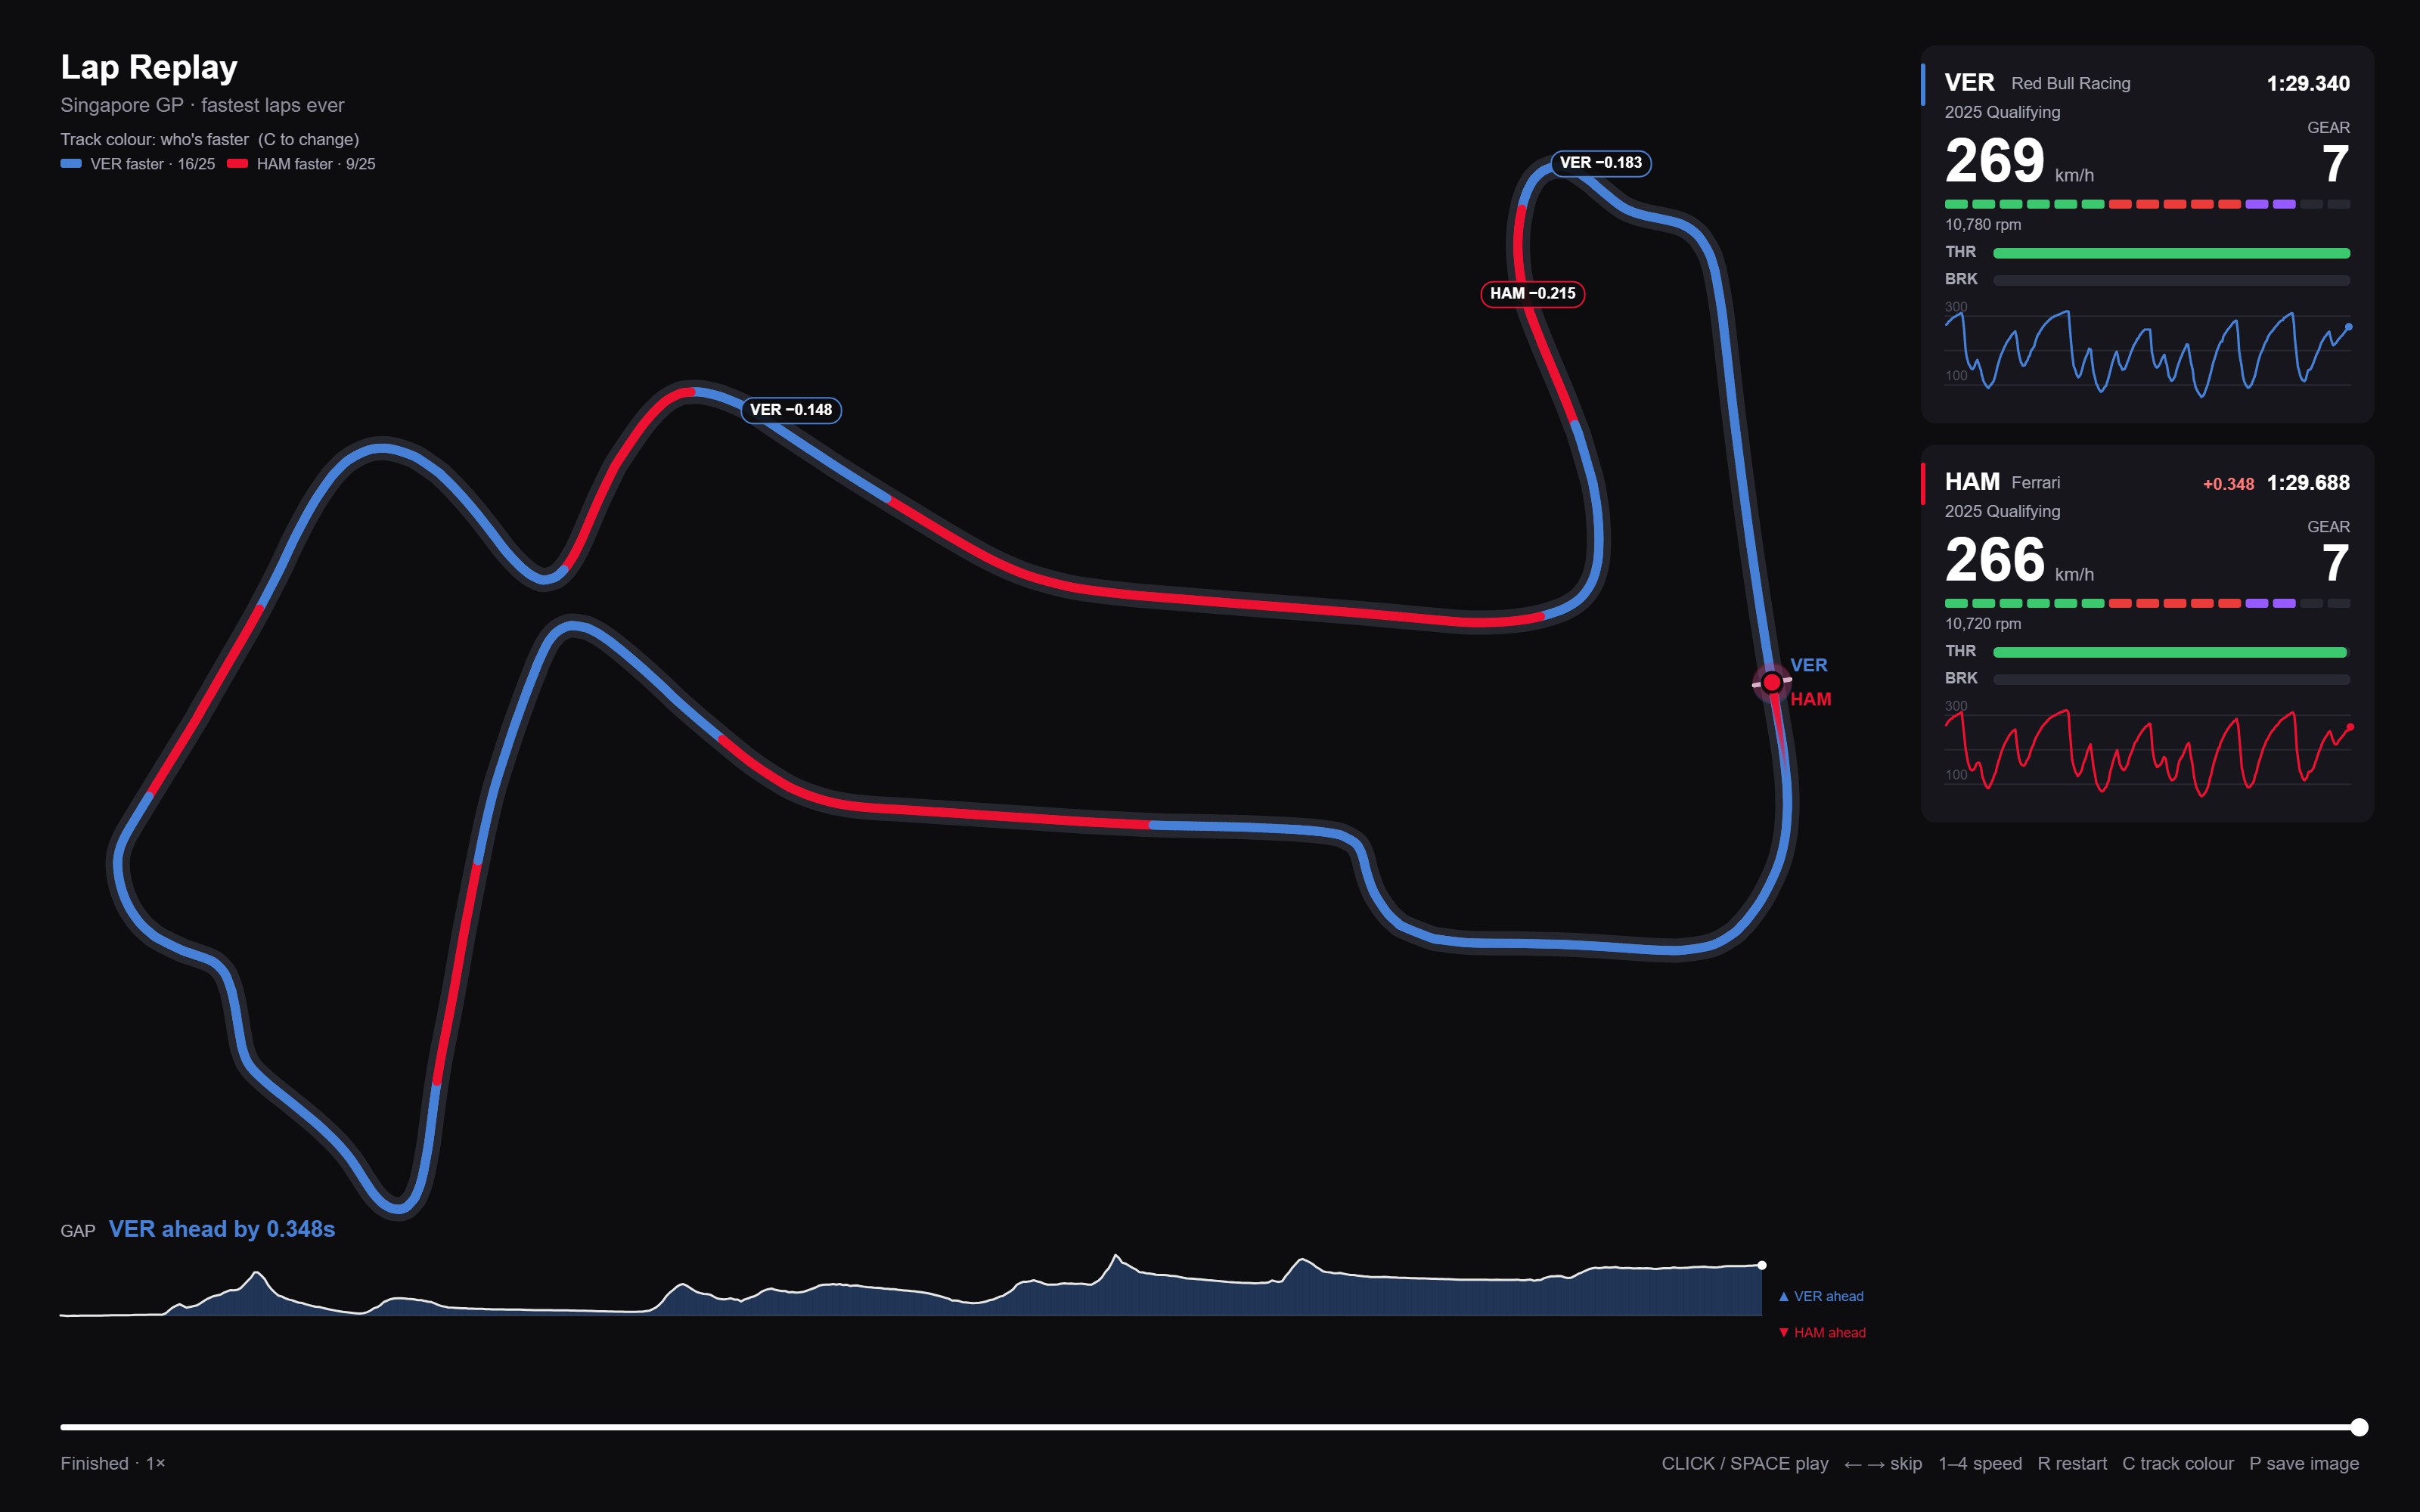 Lap Replay
Singapore GP · fastest laps ever
Track colour: who's faster (C to change)
VER faster · 16/25 HAM faster · 9/25
VER −0.183
HAM −0.215
VER −0.148
VER
HAM
VER Red Bull Racing 1:29.340
2025 Qualifying
GEAR
269 km/h 7
10,780 rpm
THR
BRK
300
100
HAM Ferrari +0.348 1:29.688
2025 Qualifying
GEAR
266 km/h 7
10,720 rpm
THR
BRK
300
100
GAP VER ahead by 0.348s
▲ VER ahead
▼ HAM ahead
Finished · 1×
CLICK / SPACE play ←→ skip 1–4 speed R restart C track colour P save image